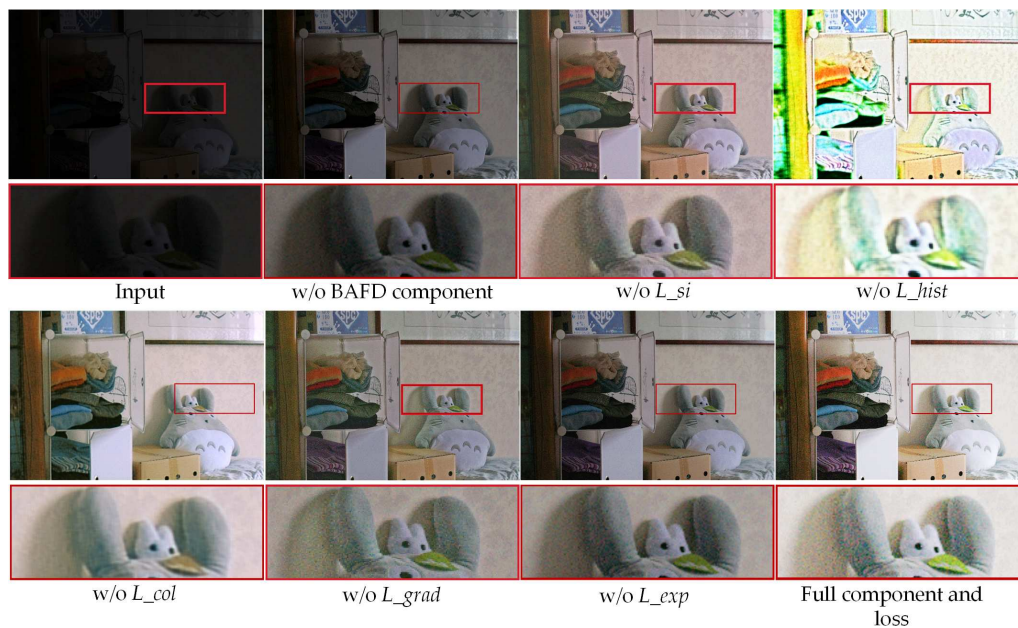 Input
w/o BAFD component
w/o L_si
w/o L_hist
w/o L_col
w/o L_grad
w/o L_exp
Full component and
loss